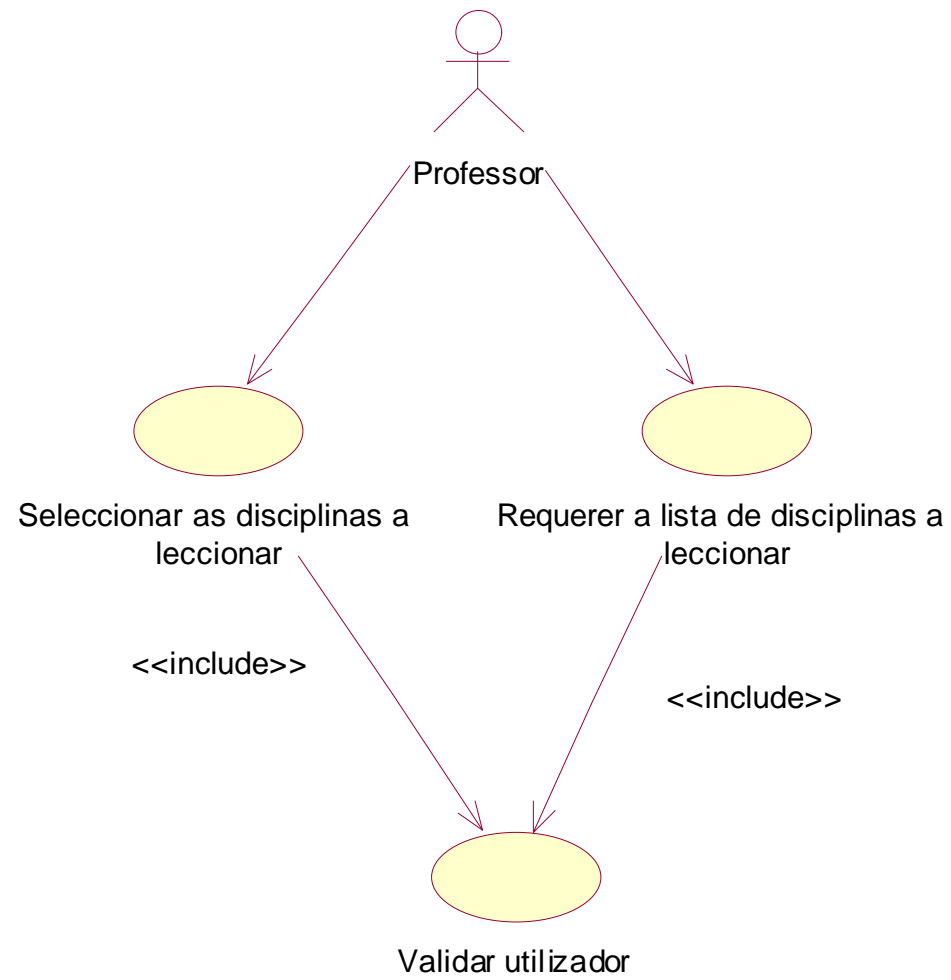 Professor
Seleccionar as disciplinas a
leccionar
Requerer a lista de disciplinas a
leccionar
<<include>>
<<include>>
Validar utilizador